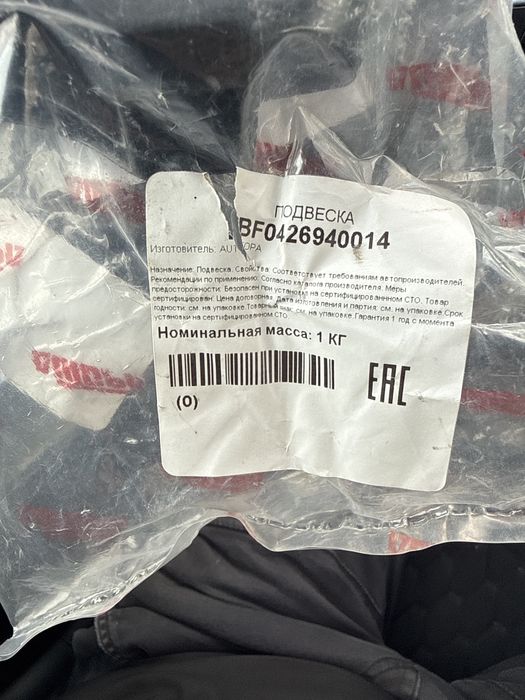 ПОДВЕСКА
BF0426940014
Изготовитель: AUTTOPA
Назначение: Подвеска. Свойства: Соответствует требованиям автопроизводителей.
Рекомендации по применению: Согласно каталога производителя. Меры
предосторожности: Безопасен при установке на сертифицированном СТО. Товар
сертифицирован. Цена договорная. Дата изготовления и партия: см. на упаковке. Срок
годности: см. на упаковке. Товарный знак: см. на упаковке. Гарантия 1 год с момента
установки на сертифицированном СТО.
Номинальная масса: 1 КГ
(0)
EAC